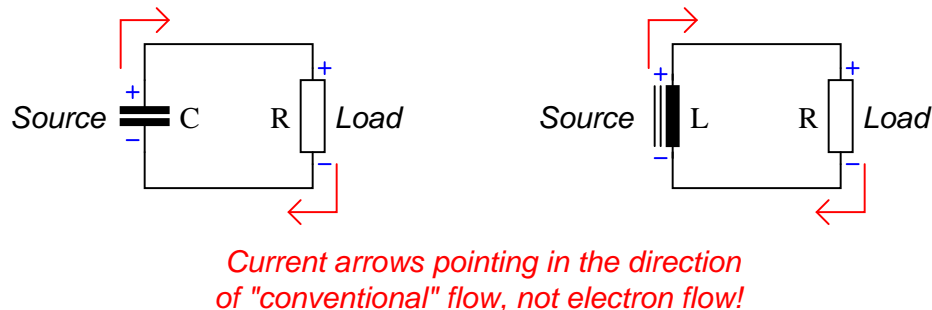 + + + +
Source C R Load Source L R Load
− − − −
Current arrows pointing in the direction
of "conventional" flow, not electron flow!